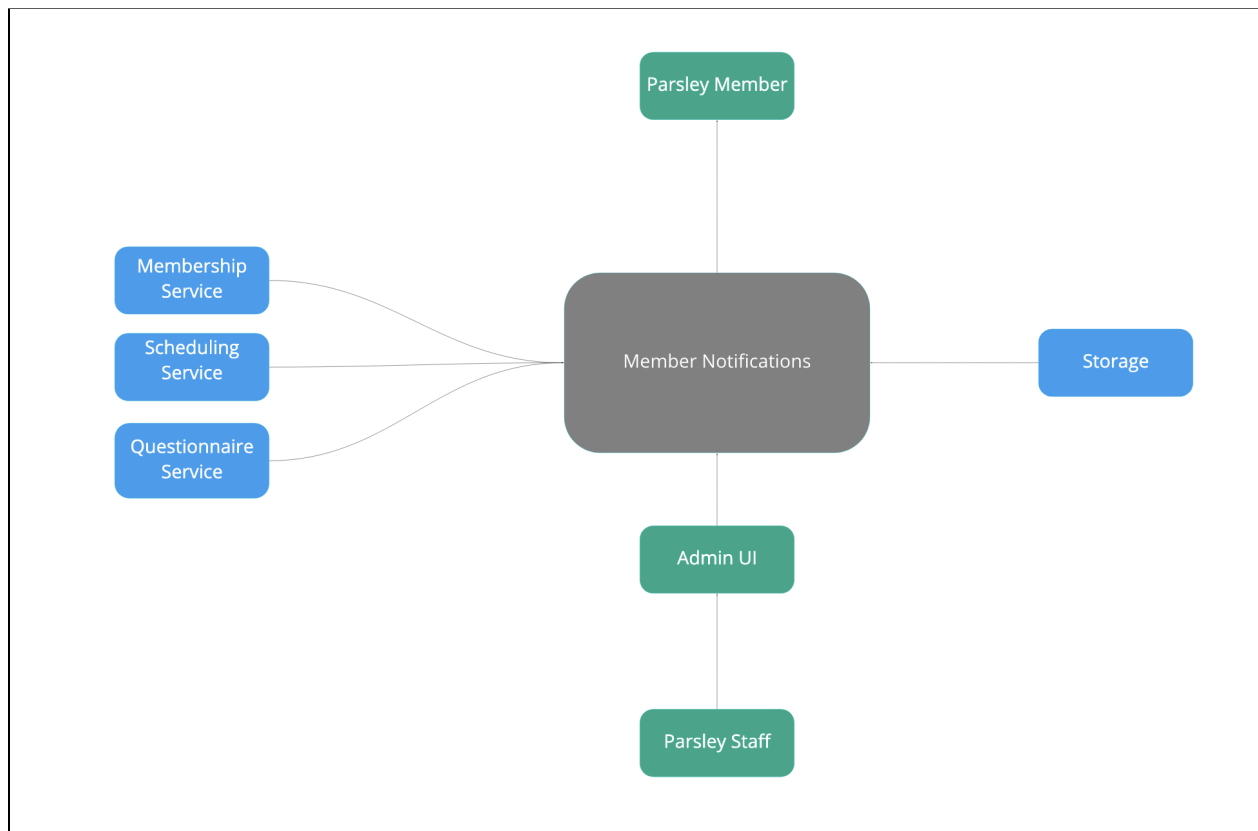 Parsley Member
Membership
Service
Scheduling
Service
Questionnaire
Service
Member Notifications
Storage
Admin UI
Parsley Staff